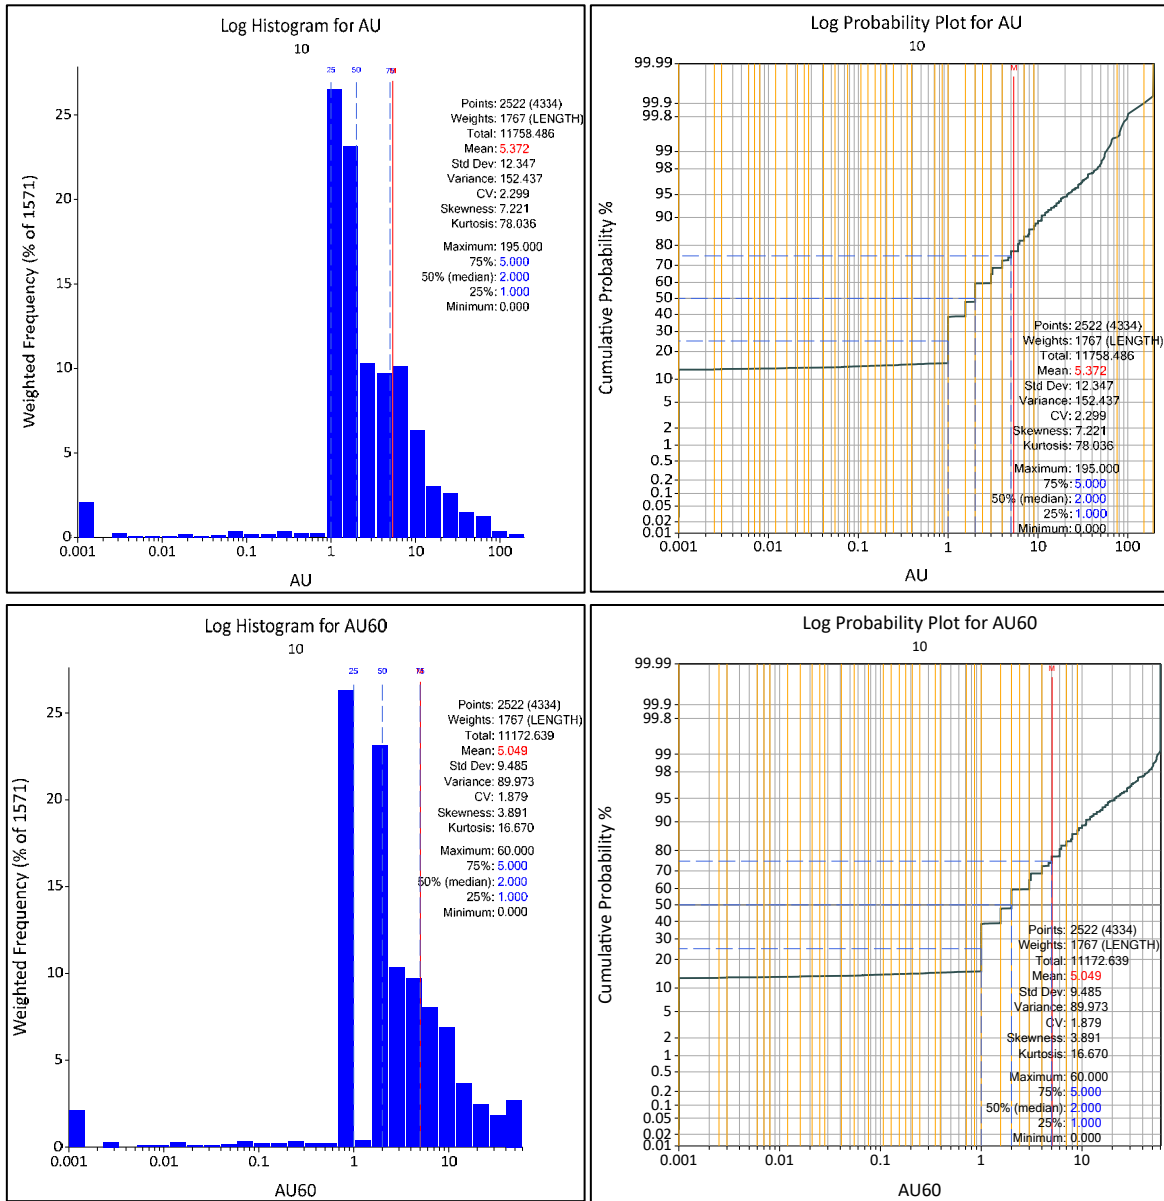 Log Histogram for AU
10
25
50
75
M
Weighted Frequency (% of 1571)
25
20
15
10
5
0
Points: 2522 (4334)
Weights: 1767 (LENGTH)
Total: 11758.486
Mean: 5.372
Std Dev: 12.347
Variance: 152.437
CV: 2.299
Skewness: 7.221
Kurtosis: 78.036
Maximum: 195.000
75%: 5.000
50% (median): 2.000
25%: 1.000
Minimum: 0.000
0.001 0.01 0.1 1 10 100
AU
Log Probability Plot for AU
10
M
Cumulative Probability %
99.99
99.9
99.8
99
98
95
90
80
70
60
50
40
30
20
10
5
2
1
0.5
0.2
0.1
0.05
0.02
0.01
Points: 2522 (4334)
Weights: 1767 (LENGTH)
Total: 11758.486
Mean: 5.372
Std Dev: 12.347
Variance: 152.437
CV: 2.299
Skewness: 7.221
Kurtosis: 78.036
Maximum: 195.000
75%: 5.000
50% (median): 2.000
25%: 1.000
Minimum: 0.000
0.001 0.01 0.1 1 10 100
AU
Log Histogram for AU60
10
25
50
Weighted Frequency (% of 1571)
25
20
15
10
5
0
Points: 2522 (4334)
Weights: 1767 (LENGTH)
Total: 11172.639
Mean: 5.049
Std Dev: 9.485
Variance: 89.973
CV: 1.879
Skewness: 3.891
Kurtosis: 16.670
Maximum: 60.000
75%: 5.000
50% (median): 2.000
25%: 1.000
Minimum: 0.000
0.001 0.01 0.1 1 10
AU60
Log Probability Plot for AU60
10
M
Cumulative Probability %
99.99
99.9
99.8
99
98
95
90
80
70
60
50
40
30
20
10
5
2
1
0.5
0.2
0.1
0.05
0.02
0.01
Points: 2522 (4334)
Weights: 1767 (LENGTH)
Total: 11172.639
Mean: 5.049
Std Dev: 9.485
Variance: 89.973
CV: 1.879
Skewness: 3.891
Kurtosis: 16.670
Maximum: 60.000
75%: 5.000
50% (median): 2.000
25%: 1.000
Minimum: 0.000
0.001 0.01 0.1 1 10
AU60